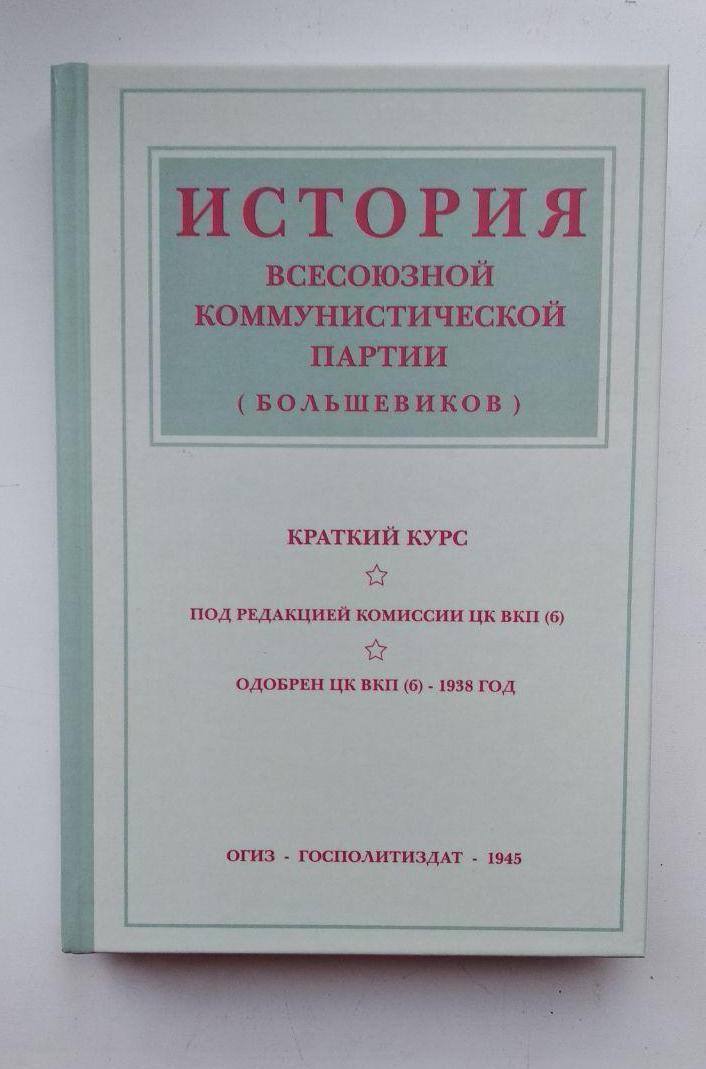 ИСТОРИЯ
ВСЕСОЮЗНОЙ
КОММУНИСТИЧЕСКОЙ
ПАРТИИ
(БОЛЬШЕВИКОВ)
КРАТКИЙ КУРС
ПОД РЕДАКЦИЕЙ КОМИССИИ ЦК ВКП (б)
ОДОБРЕН ЦК ВКП (б) - 1938 ГОД
ОГИЗ - ГОСПОЛИТИЗДАТ - 1945